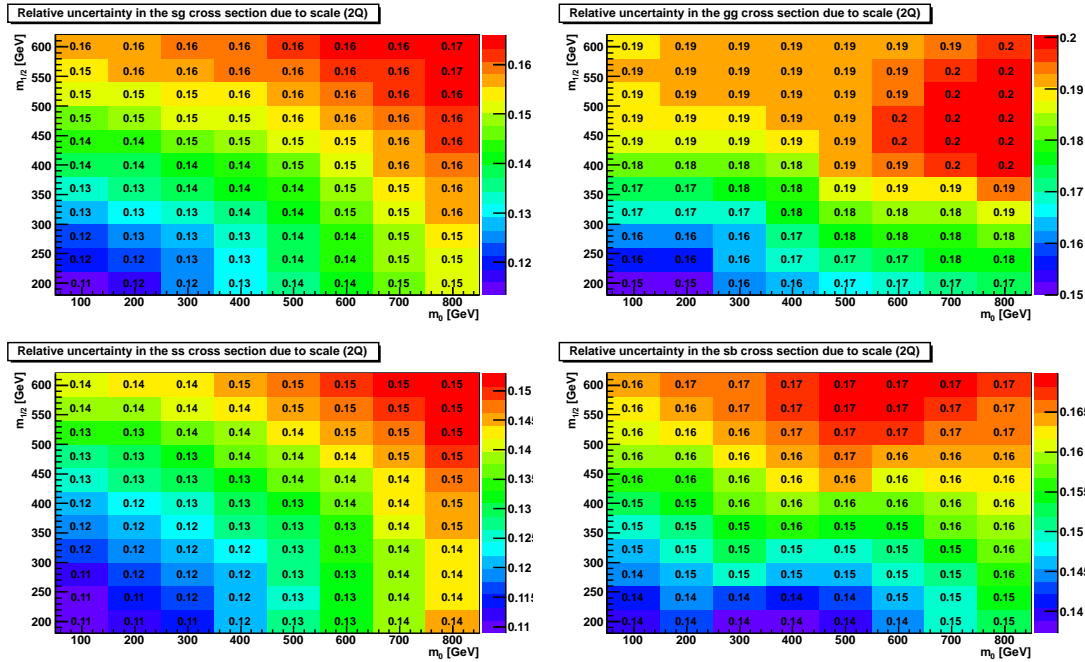 Relative uncertainty in the sg cross section due to scale (2Q)
m1/2 [GeV]
600 550 500 450 400 350 300 250 200
0.16 0.16 0.16 0.16 0.16 0.16 0.16 0.17
0.15 0.16 0.16 0.16 0.16 0.16 0.16 0.17
0.15 0.15 0.15 0.16 0.16 0.16 0.16 0.16
0.15 0.15 0.15 0.15 0.16 0.16 0.16 0.16
0.14 0.14 0.15 0.15 0.15 0.15 0.16 0.16
0.14 0.14 0.14 0.14 0.15 0.15 0.16 0.16
0.13 0.13 0.14 0.14 0.14 0.15 0.15 0.16
0.13 0.13 0.13 0.14 0.14 0.15 0.15 0.16
0.12 0.13 0.13 0.13 0.14 0.14 0.15 0.15
0.12 0.12 0.13 0.13 0.14 0.14 0.15 0.15
0.11 0.12 0.12 0.13 0.14 0.14 0.15 0.15
100 200 300 400 500 600 700 800
m0 [GeV]
0.16 0.15 0.14 0.13 0.12
Relative uncertainty in the gg cross section due to scale (2Q)
m1/2 [GeV]
600 550 500 450 400 350 300 250 200
0.19 0.19 0.19 0.19 0.19 0.19 0.19 0.2
0.19 0.19 0.19 0.19 0.19 0.19 0.2 0.2
0.19 0.19 0.19 0.19 0.19 0.19 0.2 0.2
0.19 0.19 0.19 0.19 0.19 0.2 0.2 0.2
0.19 0.19 0.19 0.19 0.19 0.2 0.2 0.2
0.18 0.18 0.18 0.18 0.19 0.19 0.2 0.2
0.17 0.17 0.18 0.18 0.19 0.19 0.19 0.19
0.17 0.17 0.17 0.18 0.18 0.18 0.18 0.19
0.16 0.16 0.16 0.17 0.18 0.18 0.18 0.18
0.16 0.16 0.16 0.17 0.17 0.17 0.18 0.18
0.15 0.15 0.16 0.16 0.17 0.17 0.17 0.17
100 200 300 400 500 600 700 800
m0 [GeV]
0.2 0.19 0.18 0.17 0.16 0.15
Relative uncertainty in the ss cross section due to scale (2Q)
m1/2 [GeV]
600 550 500 450 400 350 300 250 200
0.14 0.14 0.14 0.15 0.15 0.15 0.15 0.15
0.14 0.14 0.14 0.14 0.15 0.15 0.15 0.15
0.13 0.13 0.14 0.14 0.14 0.15 0.15 0.15
0.13 0.13 0.13 0.14 0.14 0.14 0.15 0.15
0.13 0.13 0.13 0.13 0.14 0.14 0.14 0.15
0.12 0.12 0.13 0.13 0.13 0.14 0.14 0.15
0.12 0.12 0.12 0.13 0.13 0.14 0.14 0.15
0.12 0.12 0.12 0.12 0.13 0.13 0.14 0.14
0.11 0.12 0.12 0.12 0.13 0.13 0.14 0.14
0.11 0.11 0.12 0.12 0.13 0.13 0.14 0.14
0.11 0.11 0.11 0.12 0.13 0.13 0.14 0.14
100 200 300 400 500 600 700 800
m0 [GeV]
0.15 0.14 0.13 0.12 0.115 0.11
Relative uncertainty in the sb cross section due to scale (2Q)
m1/2 [GeV]
600 550 500 450 400 350 300 250 200
0.16 0.17 0.17 0.17 0.17 0.17 0.17 0.17
0.16 0.16 0.17 0.17 0.17 0.17 0.17 0.17
0.16 0.16 0.16 0.17 0.17 0.17 0.17 0.17
0.16 0.16 0.16 0.16 0.17 0.16 0.16 0.16
0.15 0.16 0.16 0.16 0.16 0.16 0.16 0.16
0.15 0.15 0.16 0.16 0.16 0.16 0.16 0.16
0.15 0.15 0.15 0.15 0.15 0.15 0.16 0.16
0.15 0.15 0.15 0.15 0.15 0.15 0.15 0.16
0.14 0.15 0.15 0.15 0.15 0.15 0.15 0.16
0.14 0.14 0.14 0.14 0.14 0.15 0.15 0.15
0.14 0.14 0.14 0.14 0.14 0.14 0.15 0.15
100 200 300 400 500 600 700 800
m0 [GeV]
0.16 0.15 0.14